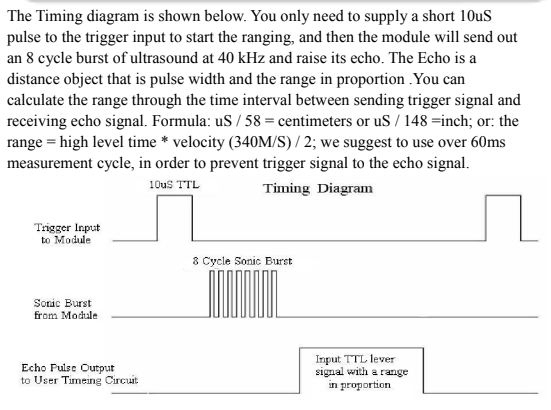 The Timing diagram is shown below. You only need to supply a short 10uS
pulse to the trigger input to start the ranging, and then the module will send out
an 8 cycle burst of ultrasound at 40 kHz and raise its echo. The Echo is a
distance object that is pulse width and the range in proportion .You can
calculate the range through the time interval between sending trigger signal and
receiving echo signal. Formula: uS / 58 = centimeters or uS / 148 =inch; or: the
range = high level time * velocity (340M/S) / 2; we suggest to use over 60ms
measurement cycle, in order to prevent trigger signal to the echo signal.
10uS TTL
Timing Diagram
Trigger Input
to Module
8 Cycle Sonic Burst
Sonic Burst
from Module
Input TTL lever
signal with a range
in proportion
Echo Pulse Output
to User Timeing Circuit